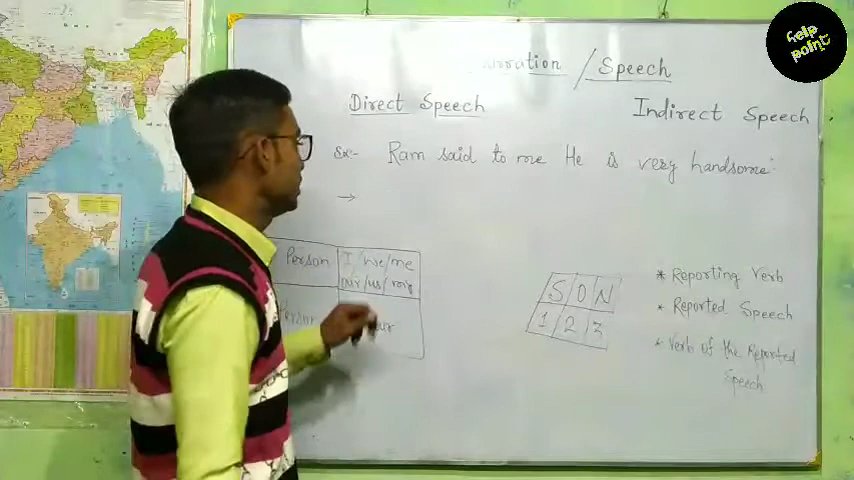 help point
/ Speech
Direct Speech
Indirect Speech
Ex:- Ram said to me He is very handsome.
→
Person
I/we/me
our/us/my
Person
S O N
1 2 3
* Reporting Verb
* Reported Speech
* Verb of the Reported
Speech